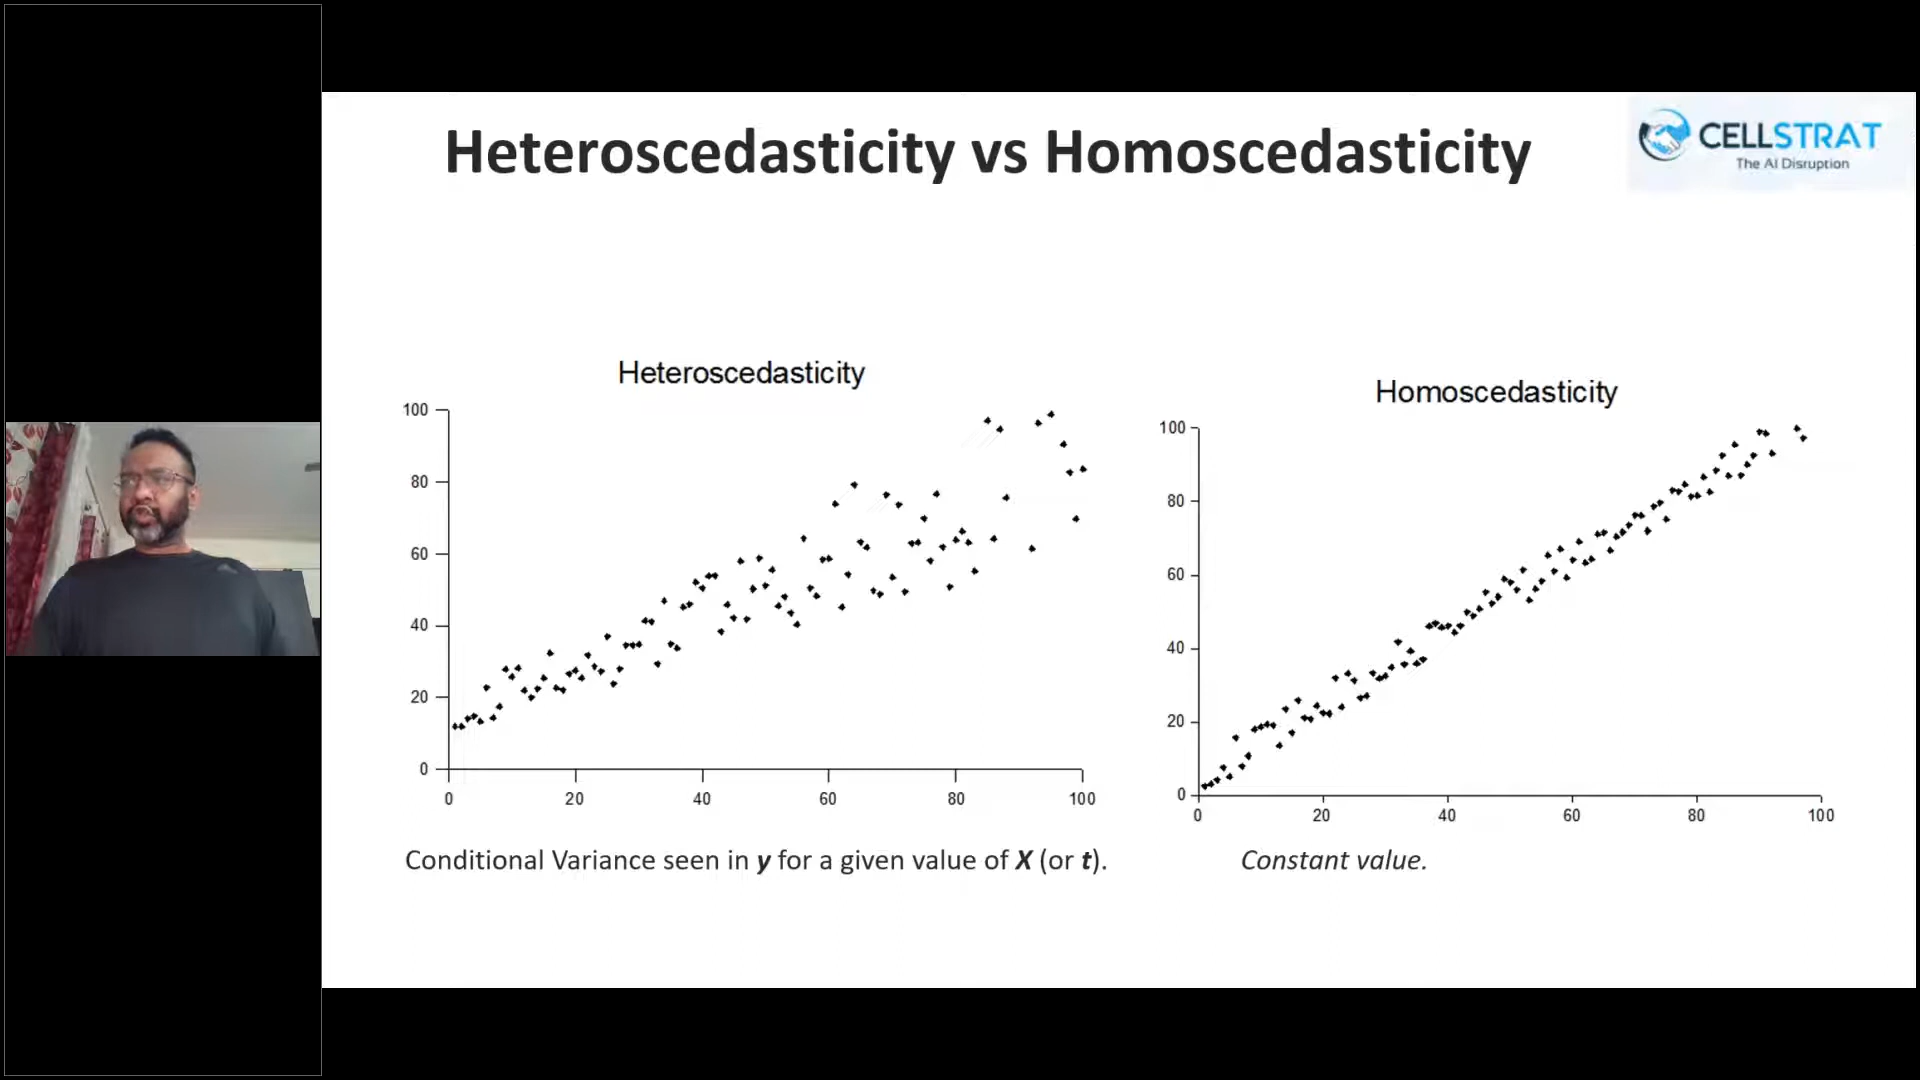 Heteroscedasticity vs Homoscedasticity
CELLSTRAT
The AI Disruption
Heteroscedasticity
100
80
60
40
20
0
0 20 40 60 80 100
Conditional Variance seen in y for a given value of X (or t).
Homoscedasticity
100
80
60
40
20
0
0 20 40 60 80 100
Constant value.